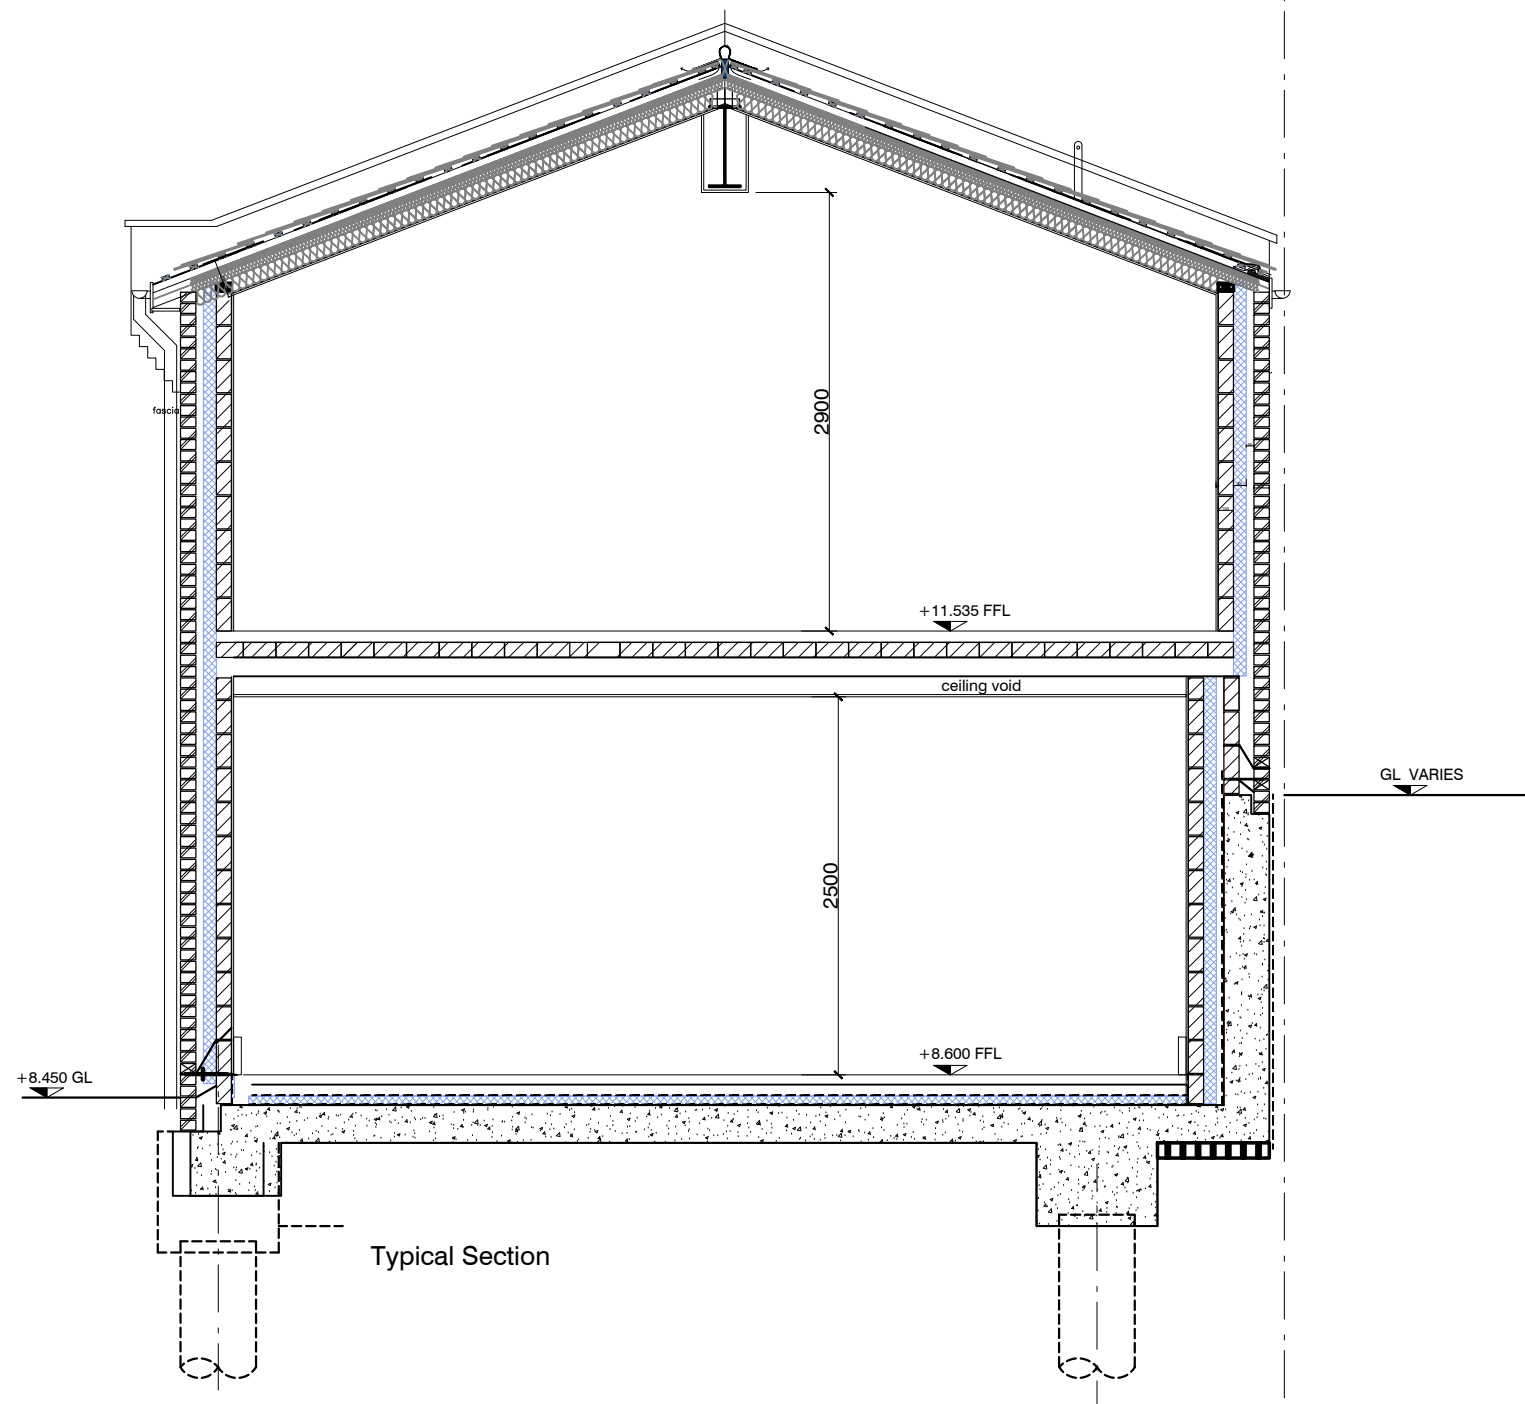 fascia
2900
+11.535 FFL
ceiling void
GL VARIES
2500
+8.600 FFL
+8.450 GL
Typical Section